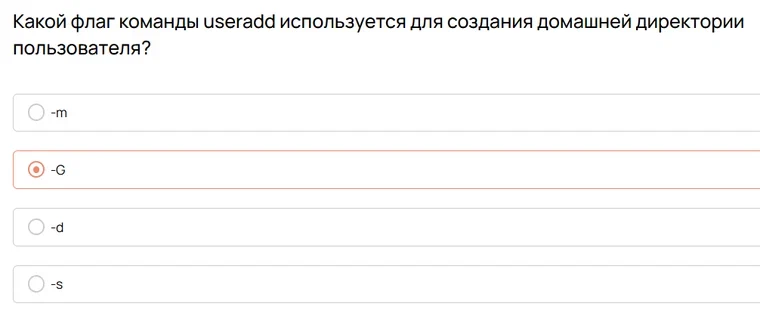 Какой флаг команды useradd используется для создания домашней директории
пользователя?
-m
-G
-d
-s